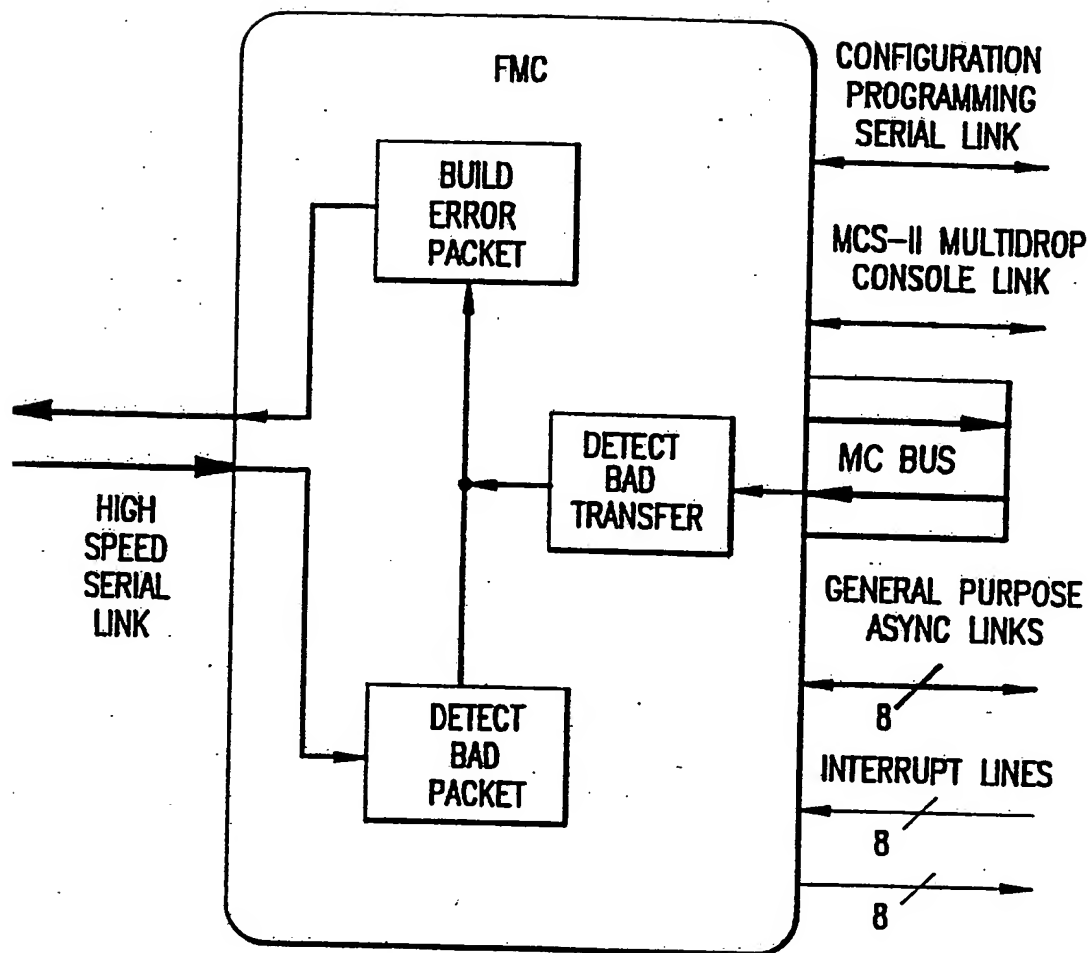 FMC
BUILD
ERROR
PACKET
DETECT
BAD
TRANSFER
DETECT
BAD
PACKET
HIGH
SPEED
SERIAL
LINK
CONFIGURATION
PROGRAMMING
SERIAL LINK
MCS-II MULTIDROP
CONSOLE LINK
MC BUS
GENERAL PURPOSE
ASYNC LINKS
8
INTERRUPT LINES
8
8